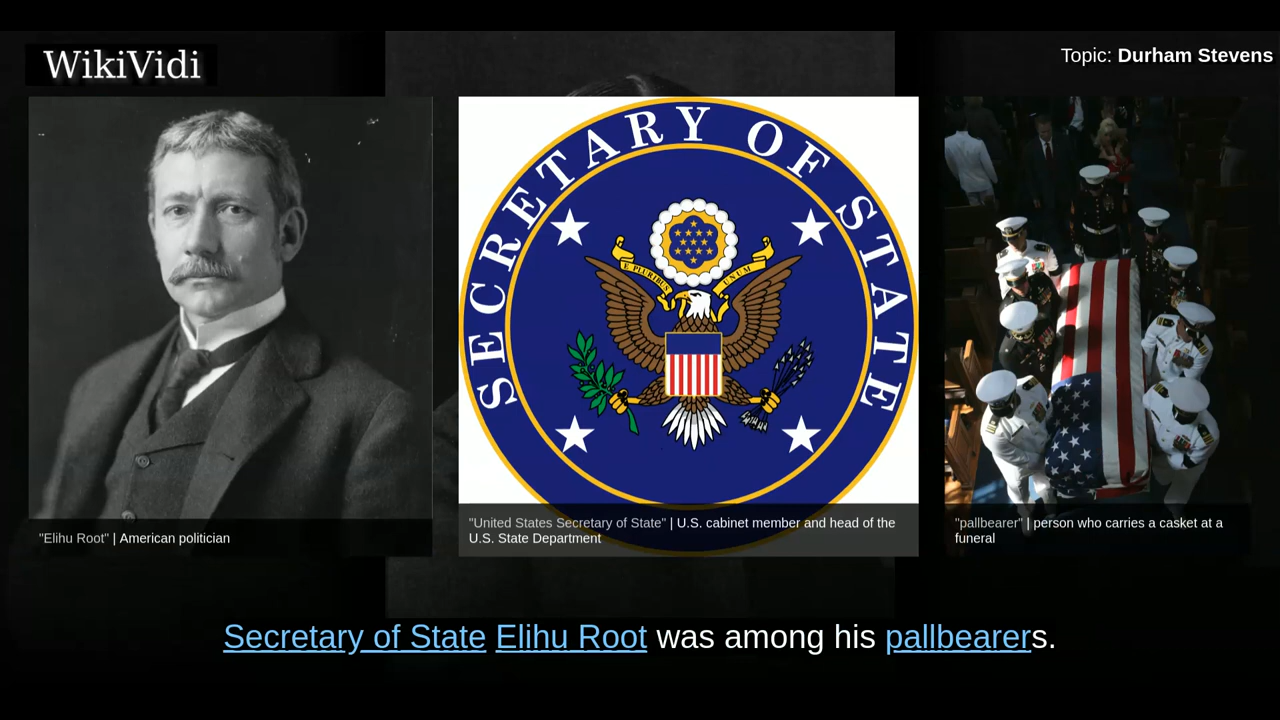 WikiVidi
Topic: Durham Stevens
SECRETARY OF STATE
E PLURIBUS UNUM
"Elihu Root" | American politician
"United States Secretary of State" | U.S. cabinet member and head of the
U.S. State Department
"pallbearer" | person who carries a casket at a
funeral
Secretary of State Elihu Root was among his pallbearers.